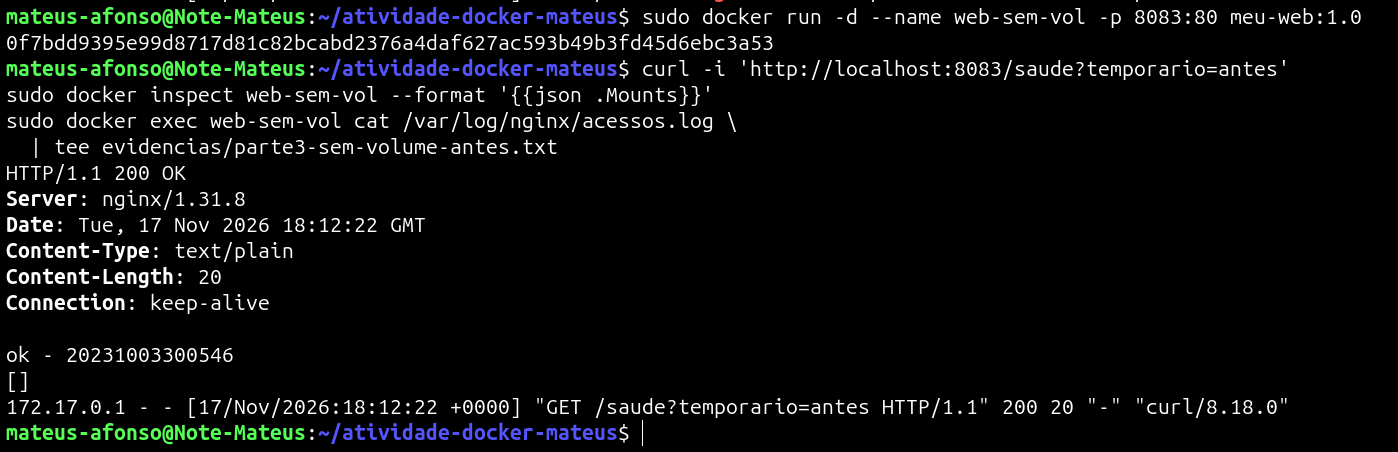 mateus-afonso@Note-Mateus:~/atividade-docker-mateus$ sudo docker run -d --name web-sem-vol -p 8083:80 meu-web:1.0
0f7bdd9395e99d8717d81c82bcabd2376a4daf627ac593b49b3fd45d6ebc3a53
mateus-afonso@Note-Mateus:~/atividade-docker-mateus$ curl -i 'http://localhost:8083/saude?temporario=antes'
sudo docker inspect web-sem-vol --format '{{json .Mounts}}'
sudo docker exec web-sem-vol cat /var/log/nginx/acessos.log \
  | tee evidencias/parte3-sem-volume-antes.txt
HTTP/1.1 200 OK
Server: nginx/1.31.8
Date: Tue, 17 Nov 2026 18:12:22 GMT
Content-Type: text/plain
Content-Length: 20
Connection: keep-alive

ok - 20231003300546
[]
172.17.0.1 - - [17/Nov/2026:18:12:22 +0000] "GET /saude?temporario=antes HTTP/1.1" 200 20 "-" "curl/8.18.0"
mateus-afonso@Note-Mateus:~/atividade-docker-mateus$